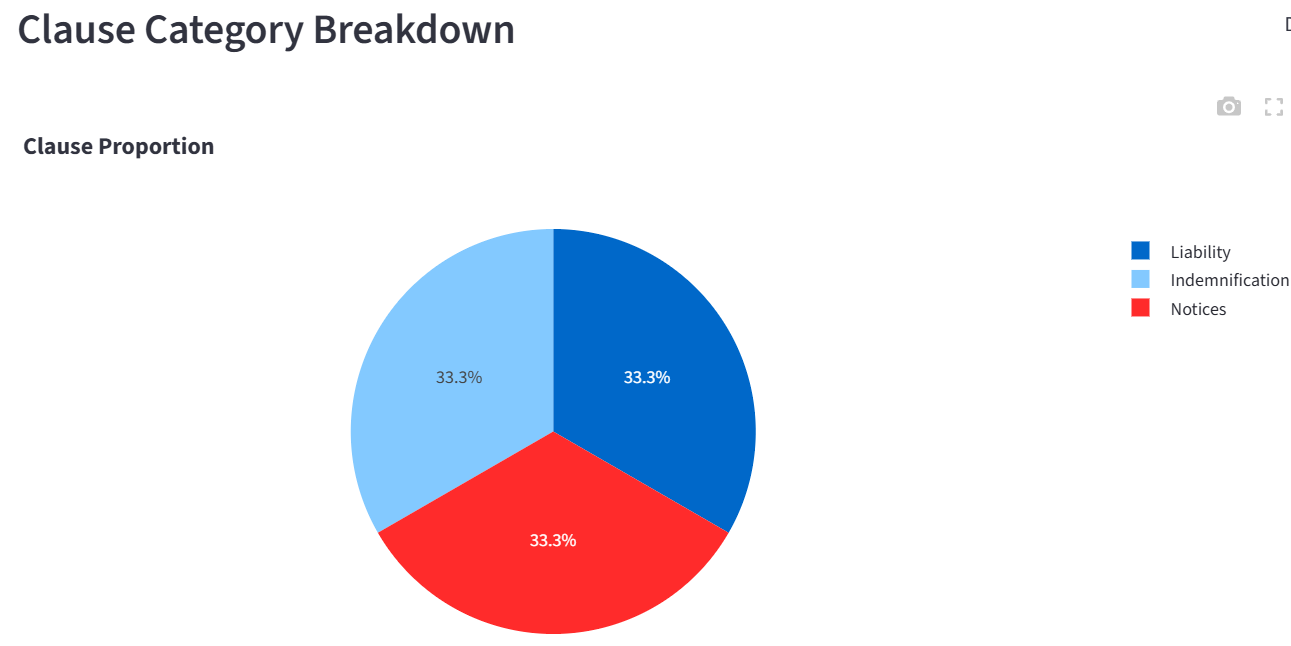 Clause Category Breakdown
Clause Proportion
Liability
Indemnification
Notices
33.3%
33.3%
33.3%